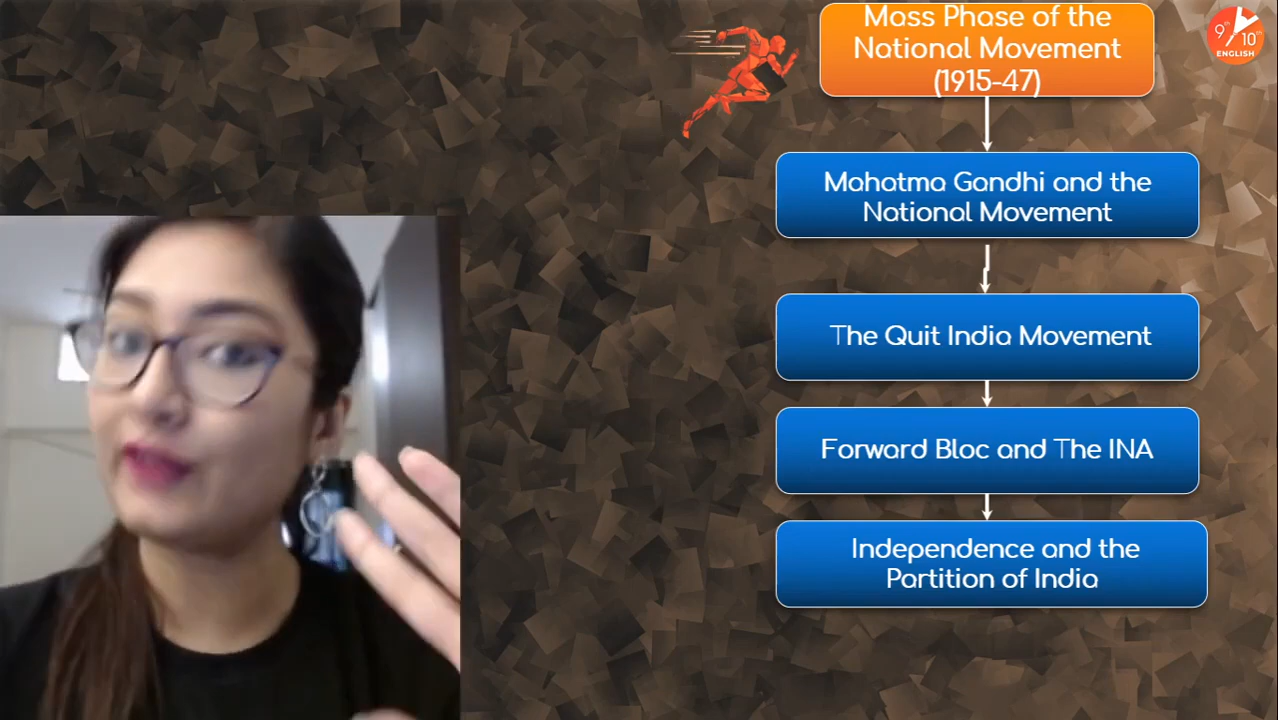 Mass Phase of the
National Movement
(1915-47)
9th 10th
ENGLISH
Mahatma Gandhi and the
National Movement
The Quit India Movement
Forward Bloc and The INA
Independence and the
Partition of India